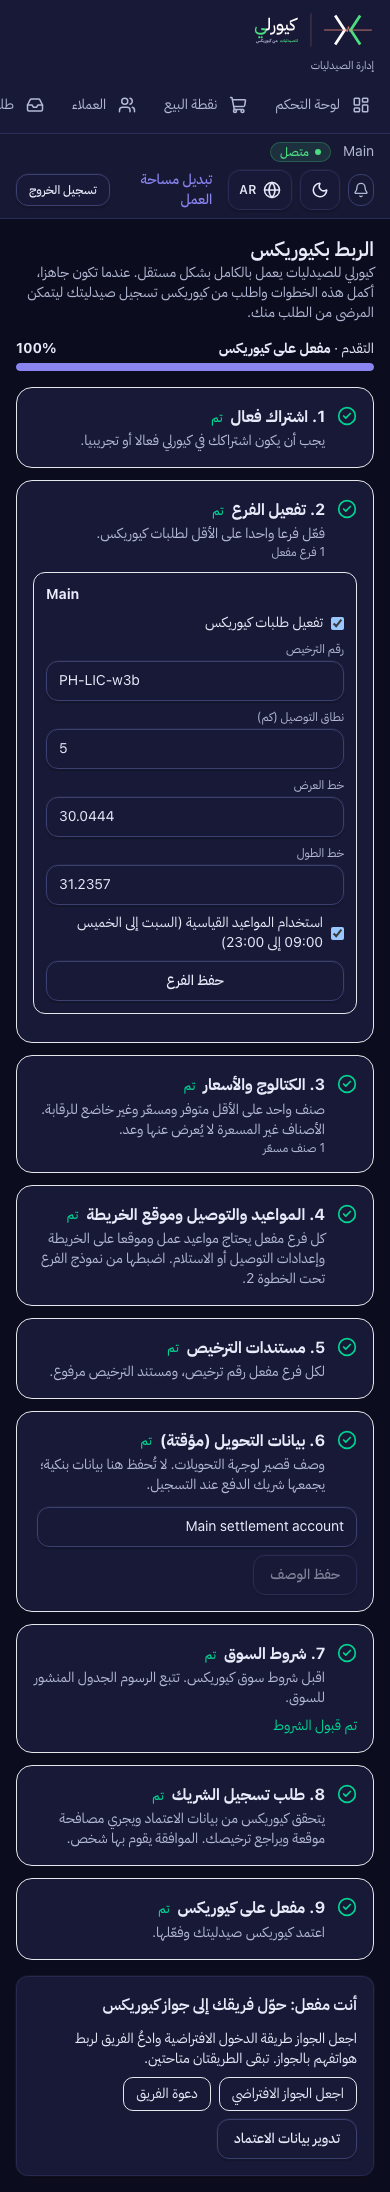 كيورلي
للصيدليات من كيوريكس
إدارة الصيدليات
لوحة التحكم
نقطة البيع
العملاء
طلـ
Main
متصل
AR
تبديل مساحة
العمل
تسجيل الخروج
الربط بكيوريكس
كيورلي للصيدليات يعمل بالكامل بشكل مستقل. عندما تكون جاهزا،
أكمل هذه الخطوات واطلب من كيوريكس تسجيل صيدليتك ليتمكن
المرضى من الطلب منك.
التقدم · مفعل على كيوريكس
100%
1. اشتراك فعال تم
يجب أن يكون اشتراكك في كيورلي فعالا أو تجريبيا.
2. تفعيل الفرع تم
فعّل فرعا واحدا على الأقل لطلبات كيوريكس.
1 فرع مفعل
Main
تفعيل طلبات كيوريكس
رقم الترخيص
PH-LIC-w3b
نطاق التوصيل (كم)
5
خط العرض
30.0444
خط الطول
31.2357
استخدام المواعيد القياسية (السبت إلى الخميس
09:00 إلى 23:00)
حفظ الفرع
3. الكتالوج والأسعار تم
صنف واحد على الأقل متوفر ومسعّر وغير خاضع للرقابة.
الأصناف غير المسعرة لا يُعرض عنها وعد.
1 صنف مسعّر
4. المواعيد والتوصيل وموقع الخريطة تم
كل فرع مفعل يحتاج مواعيد عمل وموقعا على الخريطة
وإعدادات التوصيل أو الاستلام. اضبطها من نموذج الفرع
تحت الخطوة 2.
5. مستندات الترخيص تم
لكل فرع مفعل رقم ترخيص، ومستند الترخيص مرفوع.
6. بيانات التحويل (مؤقتة) تم
وصف قصير لوجهة التحويلات. لا تُحفظ هنا بيانات بنكية؛
يجمعها شريك الدفع عند التسجيل.
Main settlement account
حفظ الوصف
7. شروط السوق تم
اقبل شروط سوق كيوريكس. تتبع الرسوم الجدول المنشور
للسوق.
تم قبول الشروط
8. طلب تسجيل الشريك تم
يتحقق كيوريكس من بيانات الاعتماد ويجري مصافحة
موقعة ويراجع ترخيصك. الموافقة يقوم بها شخص.
9. مفعل على كيوريكس تم
اعتمد كيوريكس صيدليتك وفعّلها.
أنت مفعل: حوّل فريقك إلى جواز كيوريكس
اجعل الجواز طريقة الدخول الافتراضية وادعُ الفريق لربط
هواتفهم بالجواز. تبقى الطريقتان متاحتين.
اجعل الجواز الافتراضي
دعوة الفريق
تدوير بيانات الاعتماد